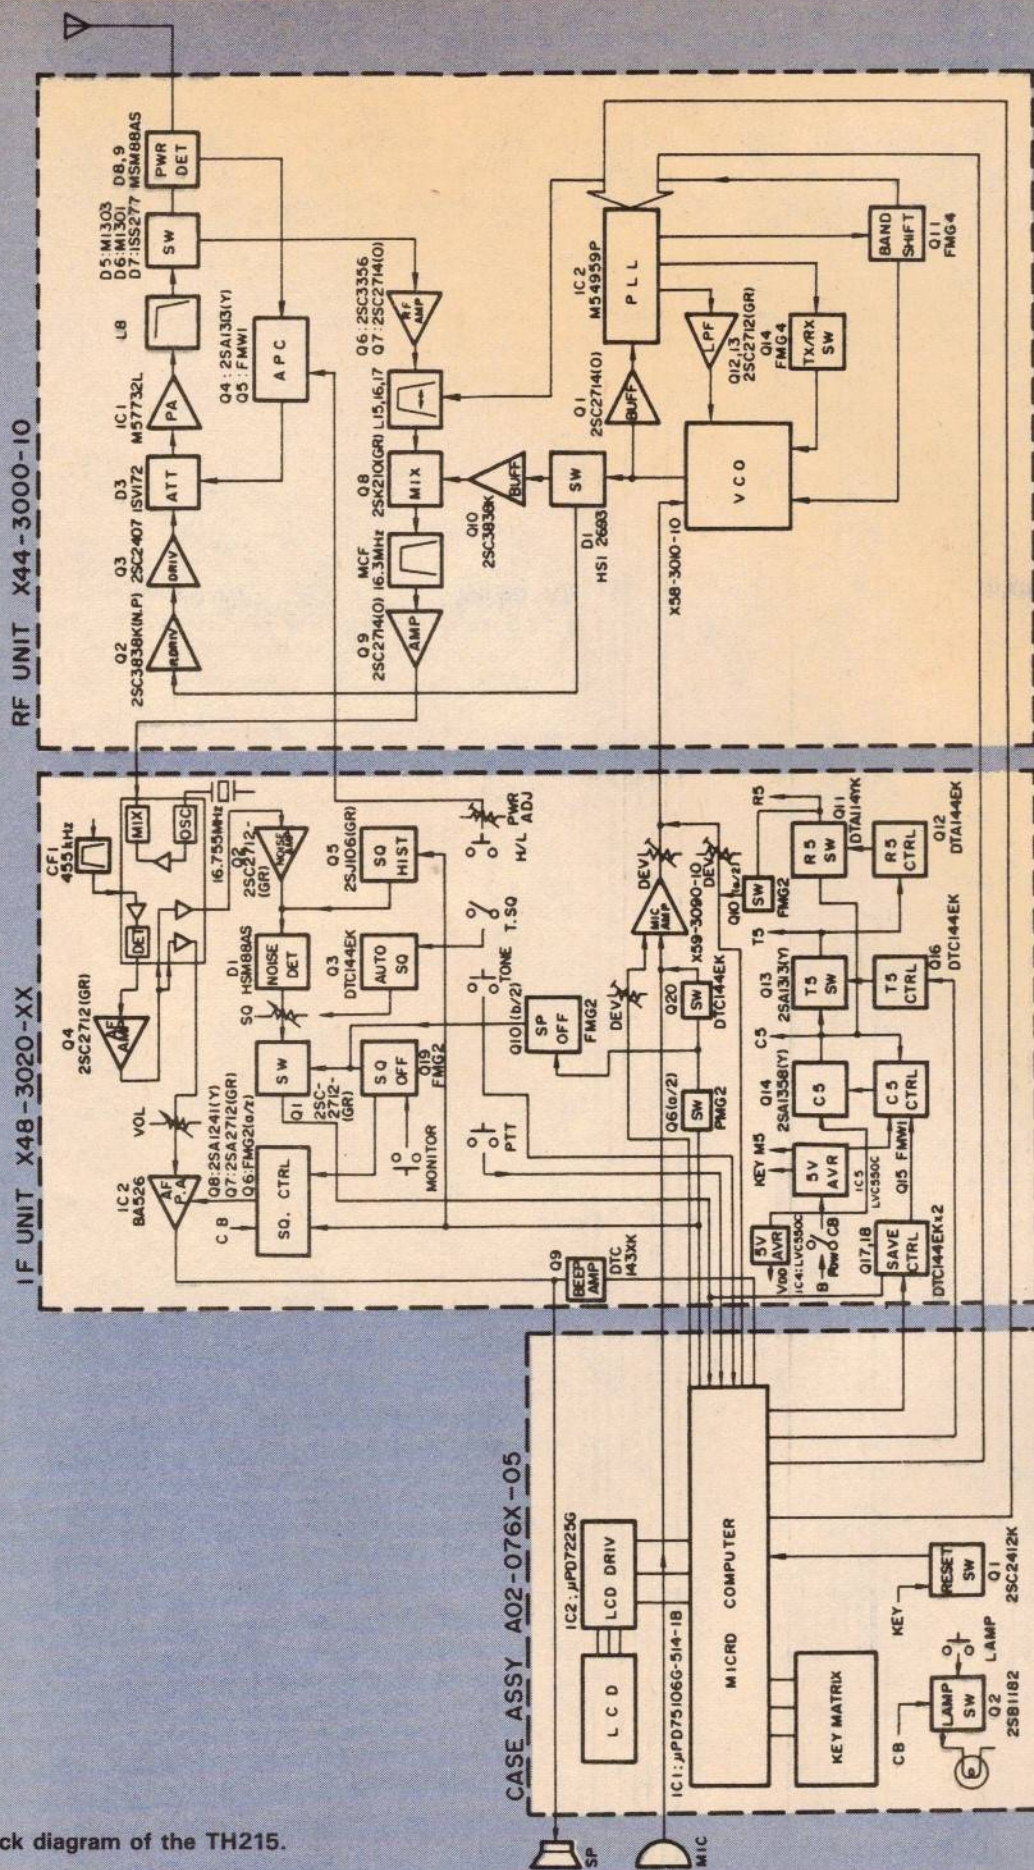 RF UNIT X44-3000-10
D8,9
MSM88AS
PWR
DET
D5:M1303
D6:M1301
D7:1SS277
SW
L8
IC1
M57732L
PA
D3
1SV172
ATT
Q3
2SC2407
DRIV
Q2
2SC3838K(N.P)
P.DRIV
Q4:2SA1313(Y)
Q5:FMW1
APC
Q6:2SC3356
Q7:2SC2714(O)
RF
AMP
L15,16,17
Q8
2SK210(GR)
MIX
MCF
16.3MHz
Q9
2SC2714(O)
AMP
Q10
2SC3838K
BUFF
SW
D1
HSI 2693
Q1
2SC2714(O)
BUFF
IC2
M54959P
PLL
LPF
Q12,13
2SC2712(GR)
Q14
FMG4
TX/RX
SW
BAND
SHIFT
Q11
FMG4
VCO
X58-3010-10
IF UNIT X48-3020-XX
CF1
455kHz
MIX
OSC
DET
16.755MHz
Q4
2SC2712(GR)
AF
AMP
Q2
2SC2712-
(GR)
NOISE
AMP
Q5
2SJ106(GR)
SQ
HIST
D1
HSM88AS
NOISE
DET
Q3
DTC144EK
AUTO
SQ
SQ
SW
Q1
2SC-
2712-
(GR)
SQ
OFF
Q19
FMG2
VOL
IC2
BA526
AF
P.A
Q8:2SA1241(Y)
Q7:2SA2712(GR)
Q6:FMG2(a/2)
CB
SQ. CTRL
MONITOR
PTT
TONE
T.SQ
H/L
PWR
ADJ
Q10(b/2)
SP
OFF
FMG2
Q9
BEEP
AMP
DTC
143XK
DEV
DEV
DEV
MIC
AMP
X59-3090-10
Q20
SW
DTC144EK
Q6(a/2)
SW
PMG2
Q10(a/2)
SW
FMG2
R5
R5
SW
Q11
DTA114YK
R5
CTRL
Q12
DTA144EK
T5
Q13
2SA1313(Y)
T5
SW
T5
CTRL
Q16
DTC144EK
C5
Q14
2SA1358(Y)
C5
C5
CTRL
Q15 FMW1
KEY M5
5V
AVR
IC5
LVC550C
5V
AVR
VDD
IC4:LVC550C
B
POW
CB
Q17,18
SAVE
CTRL
DTC144EKx2
CASE ASSY A02-076X-05
IC2:μPD7225G
LCD DRIV
LCD
IC1:μPD75106G-514-1B
MICRO COMPUTER
KEY MATRIX
KEY
RESET
SW
Q1
2SC2412K
CB
LAMP
SW
Q2
2SB1182
LAMP
SP
MIC
ck diagram of the TH215.